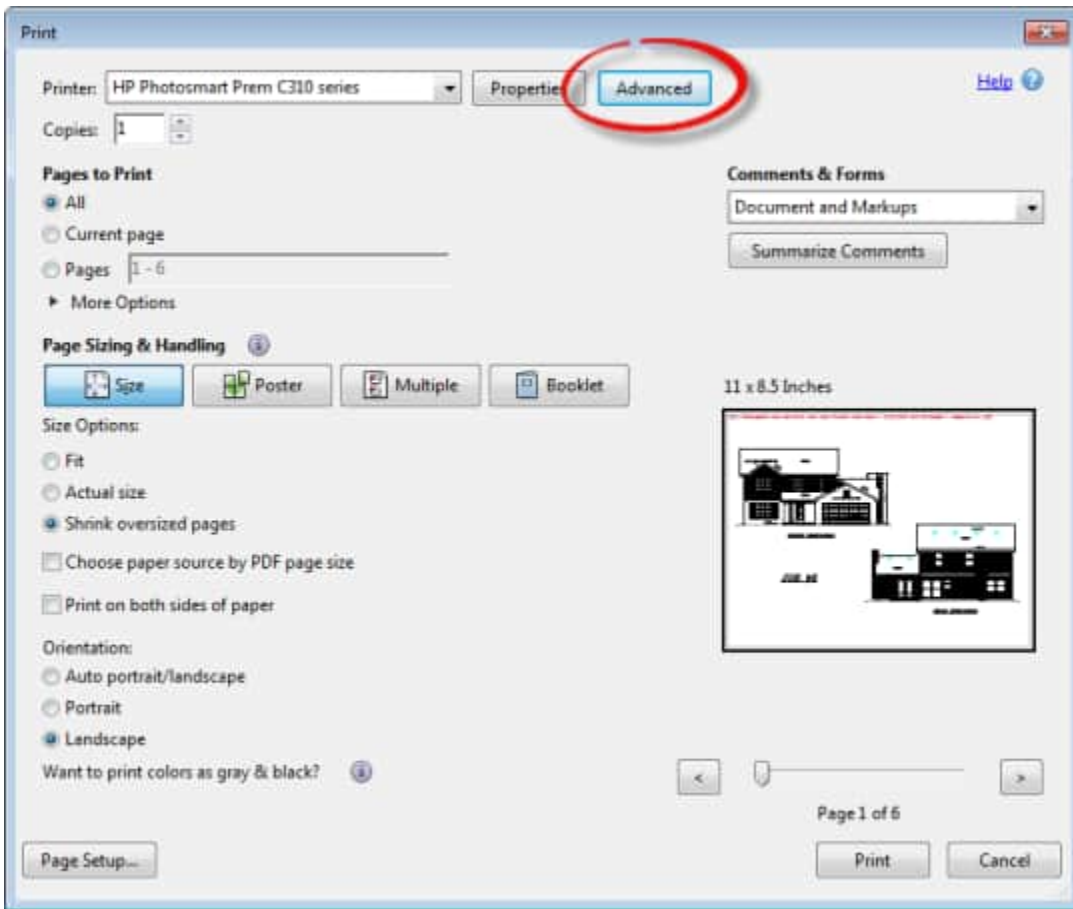 Print
Printer: HP Photosmart Prem C310 series Properties Advanced Help
Copies: 1
Pages to Print
All
Current page
Pages 1 - 6
More Options
Comments & Forms
Document and Markups
Summarize Comments
Page Sizing & Handling
Size Poster Multiple Booklet
Size Options:
Fit
Actual size
Shrink oversized pages
Choose paper source by PDF page size
Print on both sides of paper
Orientation:
Auto portrait/landscape
Portrait
Landscape
Want to print colors as gray & black?
11 x 8.5 Inches
< >
Page 1 of 6
Page Setup... Print Cancel